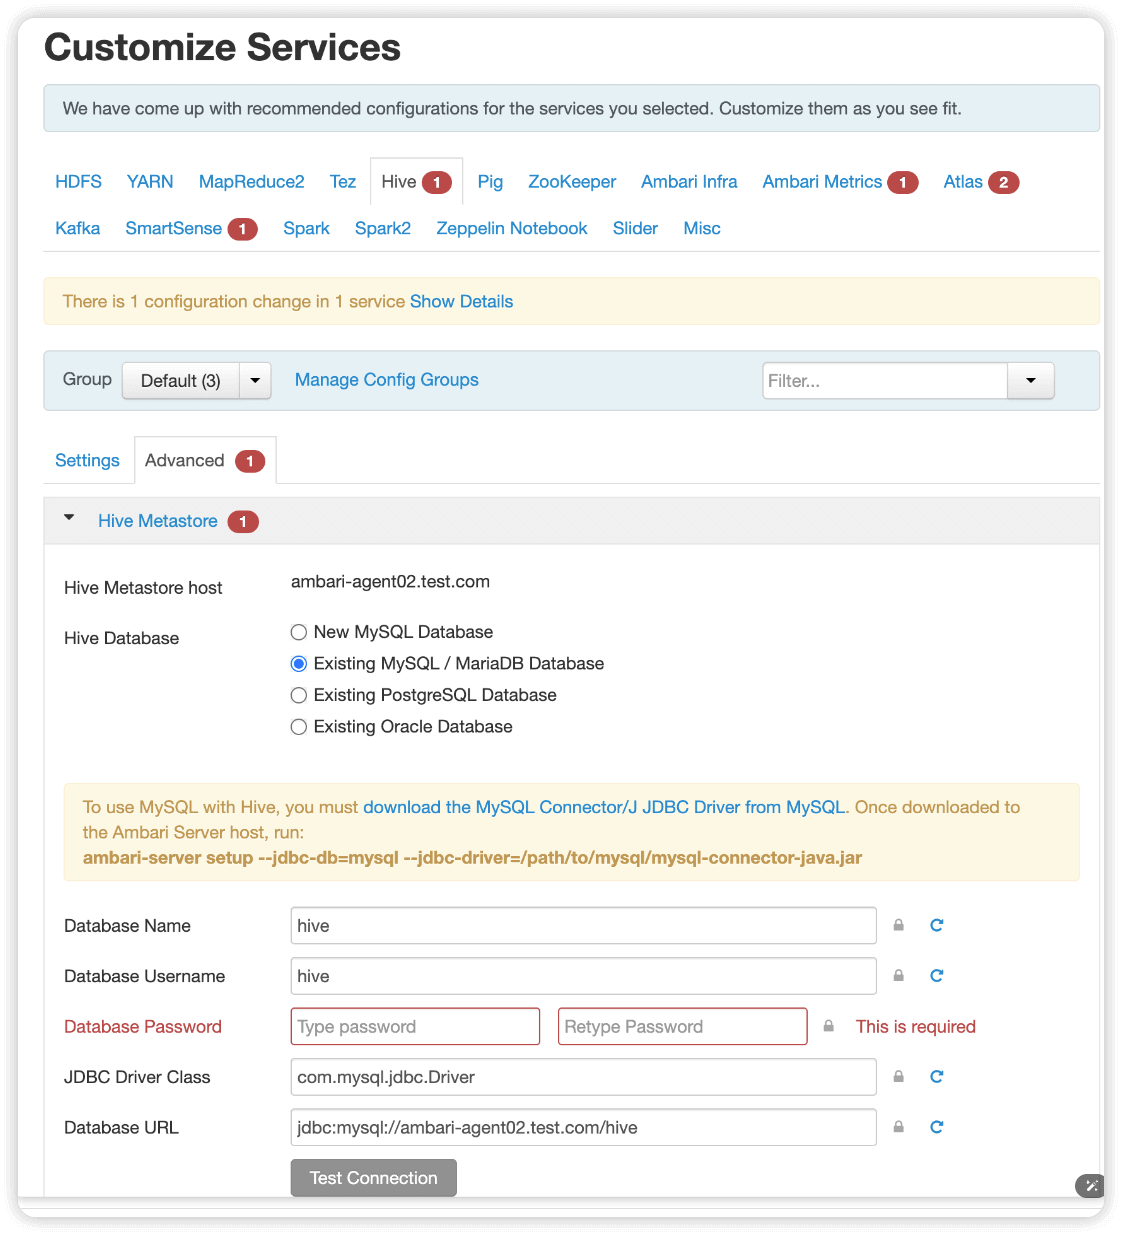 Customize Services
We have come up with recommended configurations for the services you selected. Customize them as you see fit.
HDFS YARN MapReduce2 Tez Hive 1 Pig ZooKeeper Ambari Infra Ambari Metrics 1 Atlas 2
Kafka SmartSense 1 Spark Spark2 Zeppelin Notebook Slider Misc
There is 1 configuration change in 1 service Show Details
Group Default (3) Manage Config Groups Filter...
Settings Advanced 1
Hive Metastore 1
Hive Metastore host ambari-agent02.test.com
Hive Database New MySQL Database
Existing MySQL / MariaDB Database
Existing PostgreSQL Database
Existing Oracle Database
To use MySQL with Hive, you must download the MySQL Connector/J JDBC Driver from MySQL. Once downloaded to
the Ambari Server host, run:
ambari-server setup --jdbc-db=mysql --jdbc-driver=/path/to/mysql/mysql-connector-java.jar
Database Name hive
Database Username hive
Database Password Type password Retype Password This is required
JDBC Driver Class com.mysql.jdbc.Driver
Database URL jdbc:mysql://ambari-agent02.test.com/hive
Test Connection